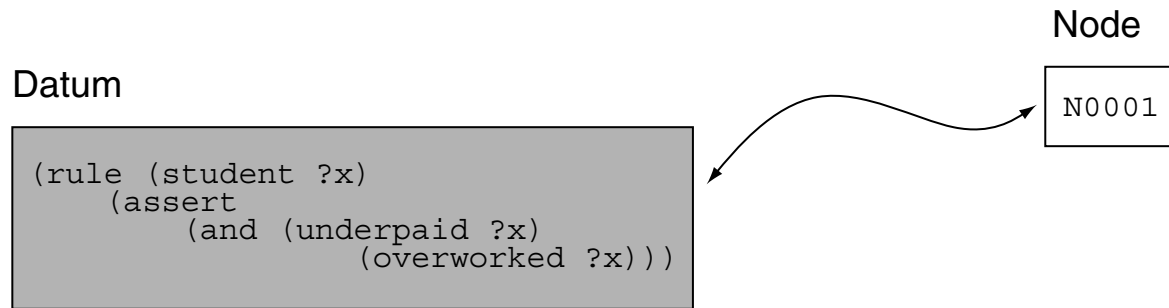 Node
Datum
N0001
(rule (student ?x)
    (assert
        (and (underpaid ?x)
                (overworked ?x)))